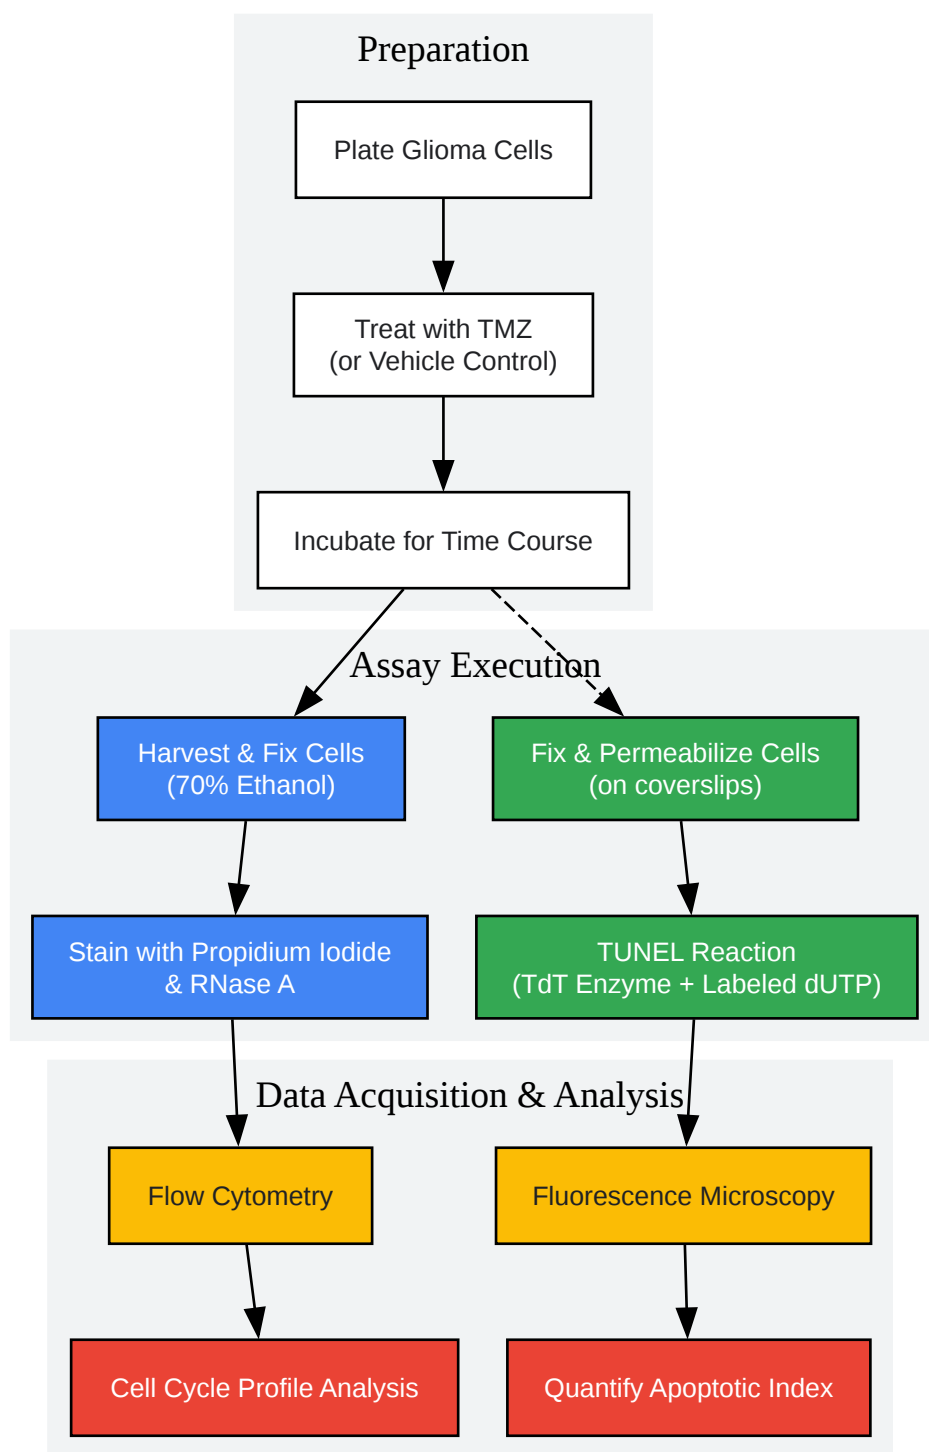 Preparation
Plate Glioma Cells
Treat with TMZ
(or Vehicle Control)
Incubate for Time Course
Assay Execution
Harvest & Fix Cells
(70% Ethanol)
Fix & Permeabilize Cells
(on coverslips)
Stain with Propidium Iodide
& RNase A
TUNEL Reaction
(TdT Enzyme + Labeled dUTP)
Data Acquisition & Analysis
Flow Cytometry
Fluorescence Microscopy
Cell Cycle Profile Analysis
Quantify Apoptotic Index